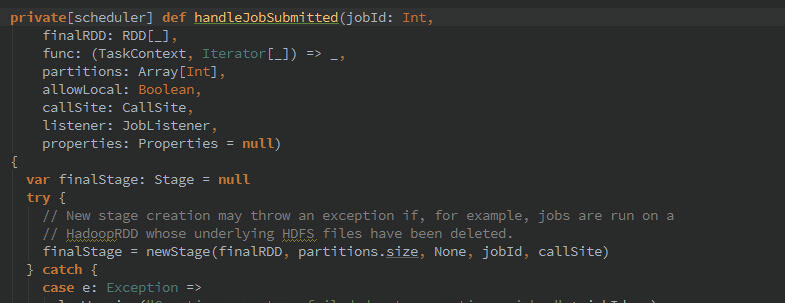 private[scheduler] def handleJobSubmitted(jobId: Int,
finalRDD: RDD[_],
func: (TaskContext, Iterator[_]) => _,
partitions: Array[Int],
allowLocal: Boolean,
callSite: CallSite,
listener: JobListener,
properties: Properties = null)
{
var finalStage: Stage = null
try {
// New stage creation may throw an exception if, for example, jobs are run on a
// HadoopRDD whose underlying HDFS files have been deleted.
finalStage = newStage(finalRDD, partitions.size, None, jobId, callSite)
} catch {
case e: Exception =>